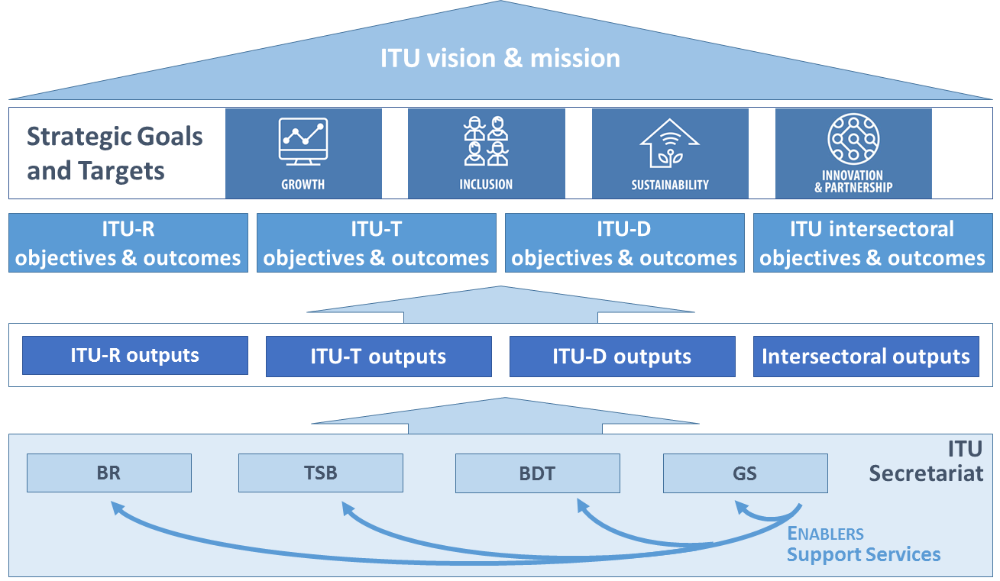 ITU vision & mission
Strategic Goals
and Targets
GROWTH
INCLUSION
SUSTAINABILITY
INNOVATION
& PARTNERSHIP
ITU-R
objectives & outcomes
ITU-T
objectives & outcomes
ITU-D
objectives & outcomes
ITU intersectoral
objectives & outcomes
ITU-R outputs
ITU-T outputs
ITU-D outputs
Intersectoral outputs
ITU
Secretariat
BR
TSB
BDT
GS
ENABLERS
Support Services